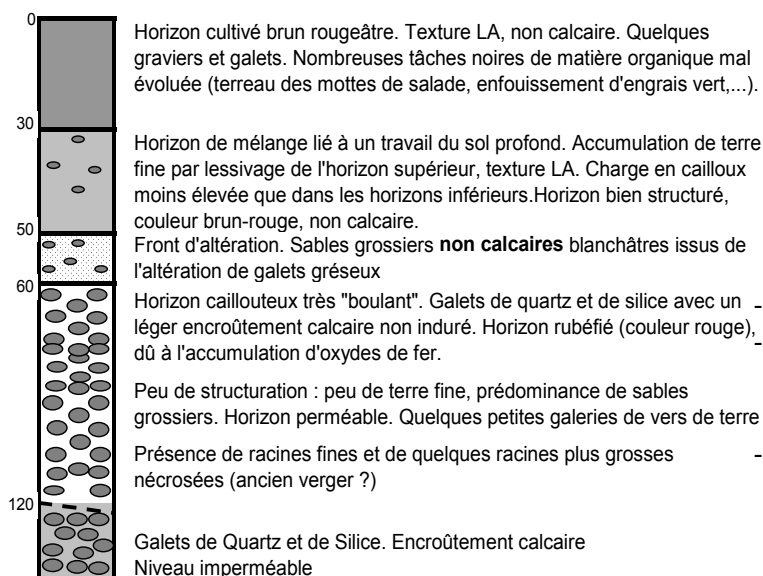 0
Horizon cultivé brun rougeâtre. Texture LA, non calcaire. Quelques
graviers et galets. Nombreuses tâches noires de matière organique mal
évoluée (terreau des mottes de salade, enfouissement d'engrais vert,...).
30
Horizon de mélange lié à un travail du sol profond. Accumulation de terre
fine par lessivage de l'horizon supérieur, texture LA. Charge en cailloux
moins élevée que dans les horizons inférieurs.Horizon bien structuré,
couleur brun-rouge, non calcaire.
50
Front d'altération. Sables grossiers non calcaires blanchâtres issus de
l'altération de galets gréseux
60
Horizon caillouteux très "boulant". Galets de quartz et de silice avec un -
léger encroûtement calcaire non induré. Horizon rubéfié (couleur rouge), -
dû à l'accumulation d'oxydes de fer.
Peu de structuration : peu de terre fine, prédominance de sables
grossiers. Horizon perméable. Quelques petites galeries de vers de terre
Présence de racines fines et de quelques racines plus grosses -
nécrosées (ancien verger ?)
120
Galets de Quartz et de Silice. Encroûtement calcaire
Niveau imperméable